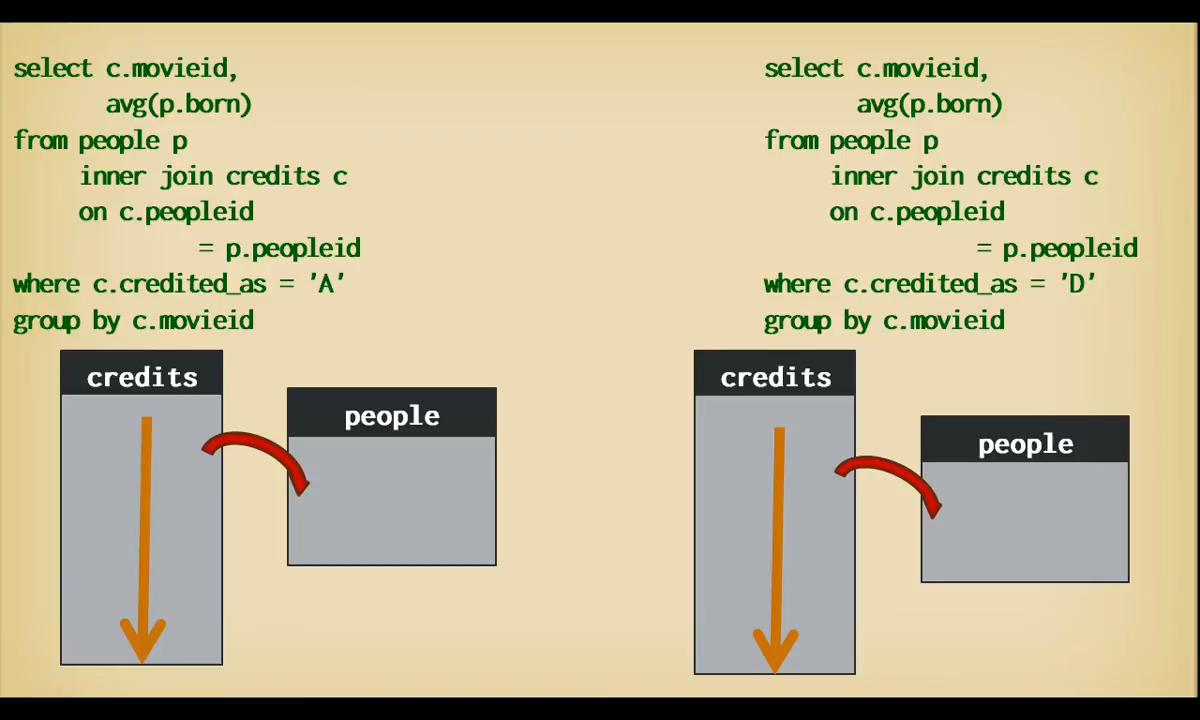 select c.movieid,
avg(p.born)
from people p
inner join credits c
on c.peopleid
= p.peopleid
where c.credited_as = 'A'
group by c.movieid
credits
people
select c.movieid,
avg(p.born)
from people p
inner join credits c
on c.peopleid
= p.peopleid
where c.credited_as = 'D'
group by c.movieid
credits
people